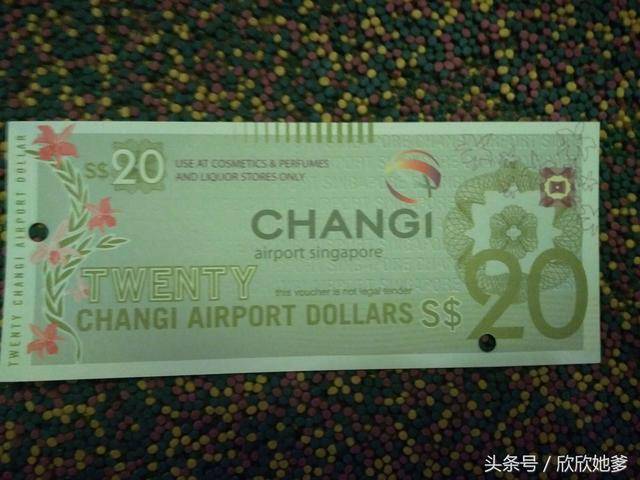 TWENTY CHANGI AIRPORT DOLLAR
S$20
USE AT COSMETICS & PERFUMES
AND LIQUOR STORES ONLY
CHANGI
airport singapore
TWENTY
this voucher is not legal tender
CHANGI AIRPORT DOLLARS S$20
头条号 / 欣欣她爹